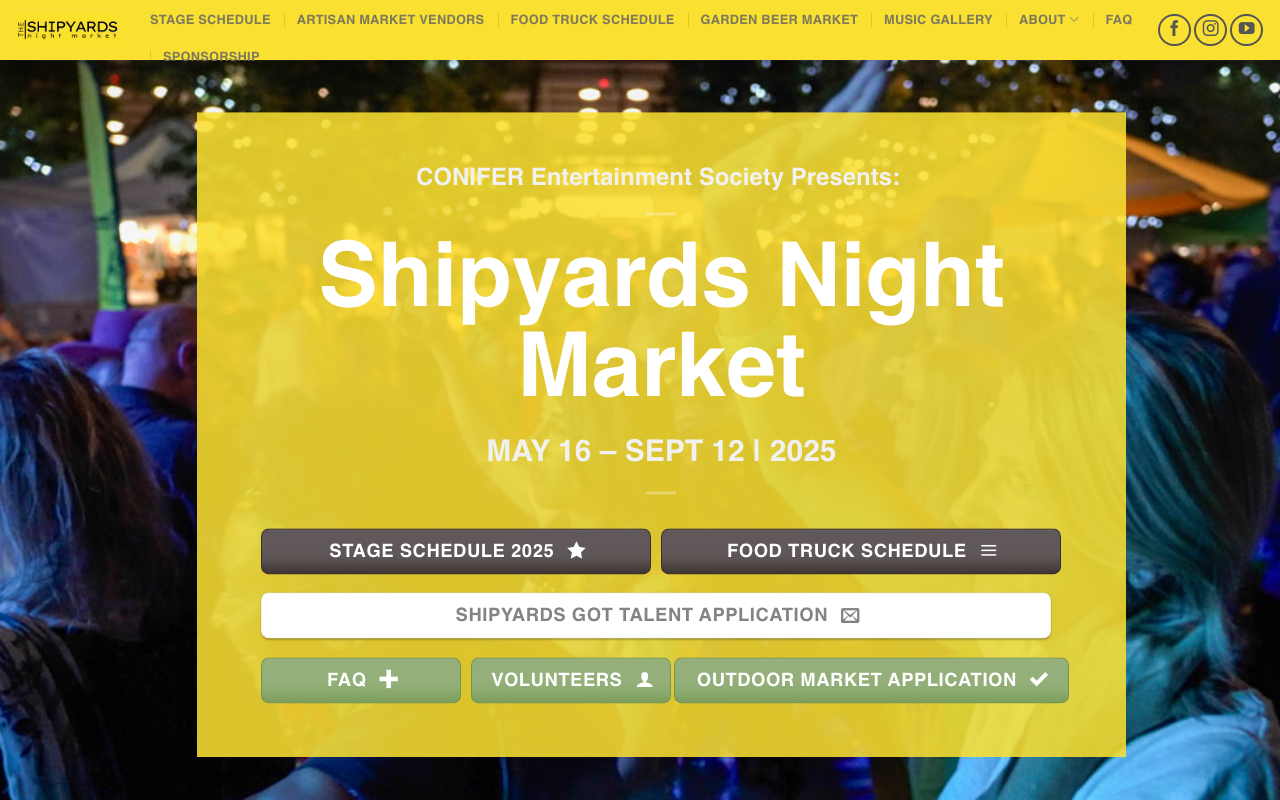 THE SHIPYARDS
night market
STAGE SCHEDULE
ARTISAN MARKET VENDORS
FOOD TRUCK SCHEDULE
GARDEN BEER MARKET
MUSIC GALLERY
ABOUT
FAQ
SPONSORSHIP
CONIFER Entertainment Society Presents:
Shipyards Night
Market
MAY 16 – SEPT 12 | 2025
STAGE SCHEDULE 2025
FOOD TRUCK SCHEDULE
SHIPYARDS GOT TALENT APPLICATION
FAQ
VOLUNTEERS
OUTDOOR MARKET APPLICATION